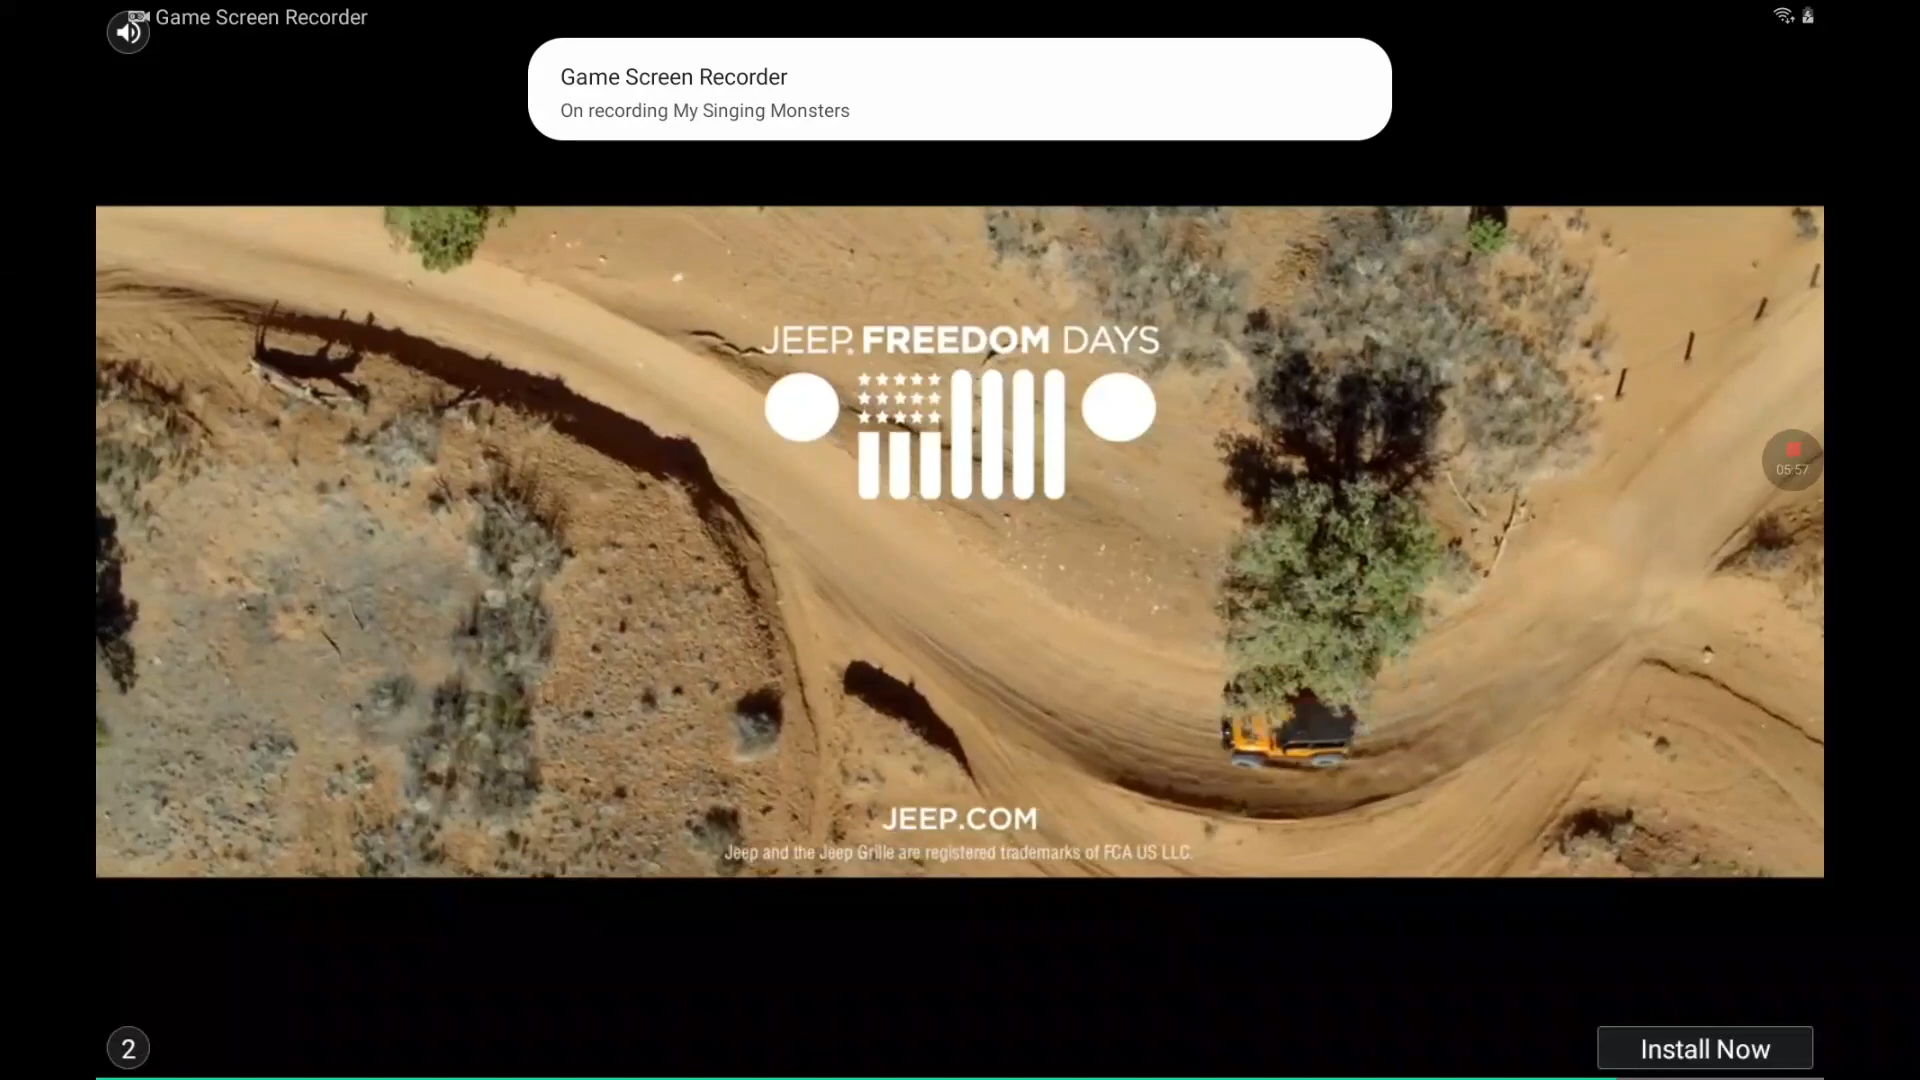 Game Screen Recorder
Game Screen Recorder
On recording My Singing Monsters
JEEP. FREEDOM DAYS
05:57
JEEP.COM
Jeep and the Jeep Grille are registered trademarks of FCA US LLC.
2
Install Now